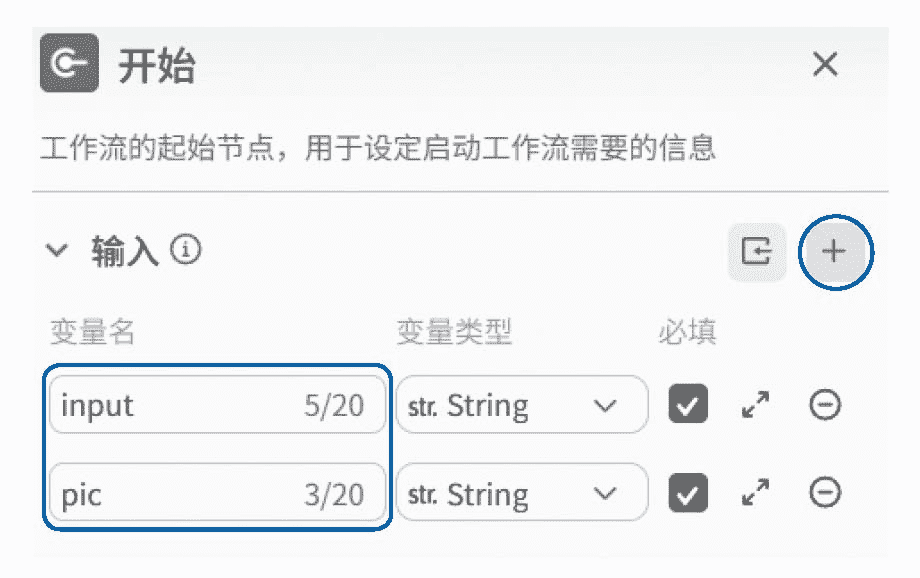 开始
工作流的起始节点，用于设定启动工作流需要的信息
输入
变量名 变量类型 必填
input 5/20 str. String
pic 3/20 str. String